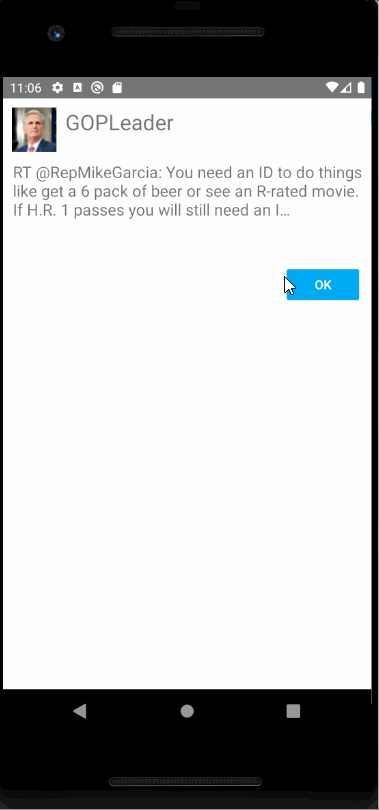 11:06
GOPLeader
RT @RepMikeGarcia: You need an ID to do things
like get a 6 pack of beer or see an R-rated movie.
If H.R. 1 passes you will still need an I…
OK